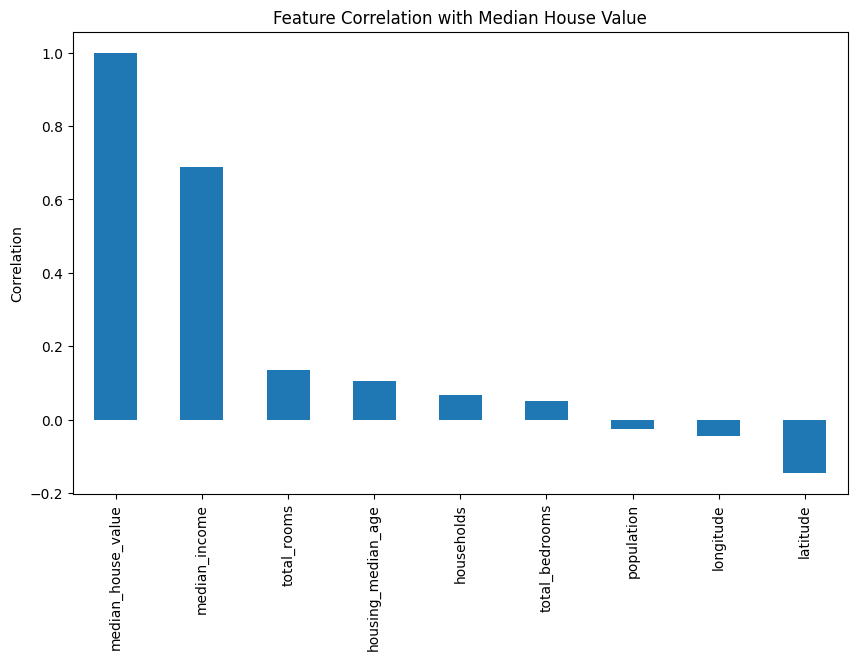 Feature Correlation with Median House Value
Correlation
1.0
0.8
0.6
0.4
0.2
0.0
−0.2
median_house_value
median_income
total_rooms
housing_median_age
households
total_bedrooms
population
longitude
latitude